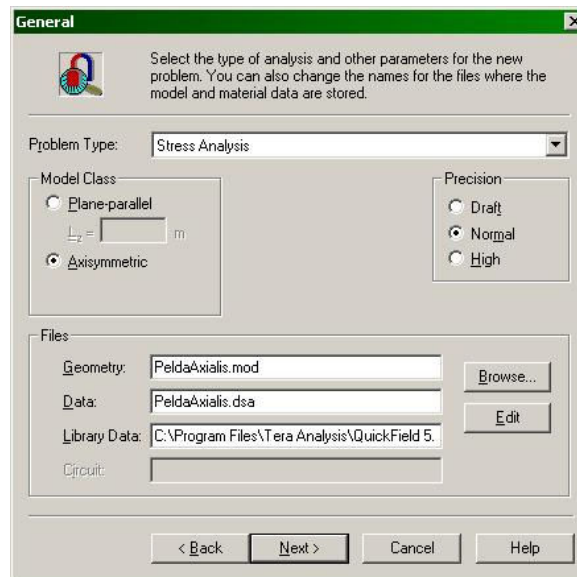 General
Select the type of analysis and other parameters for the new
problem. You can also change the names for the files where the
model and material data are stored.
Problem Type: Stress Analysis
Model Class
Plane-parallel
Lz = m
Axisymmetric
Precision
Draft
Normal
High
Files
Geometry: PeldaAxialis.mod
Data: PeldaAxialis.dsa
Library Data: C:\Program Files\Tera Analysis\QuickField 5.
Circuit:
Browse...
Edit
< Back Next > Cancel Help